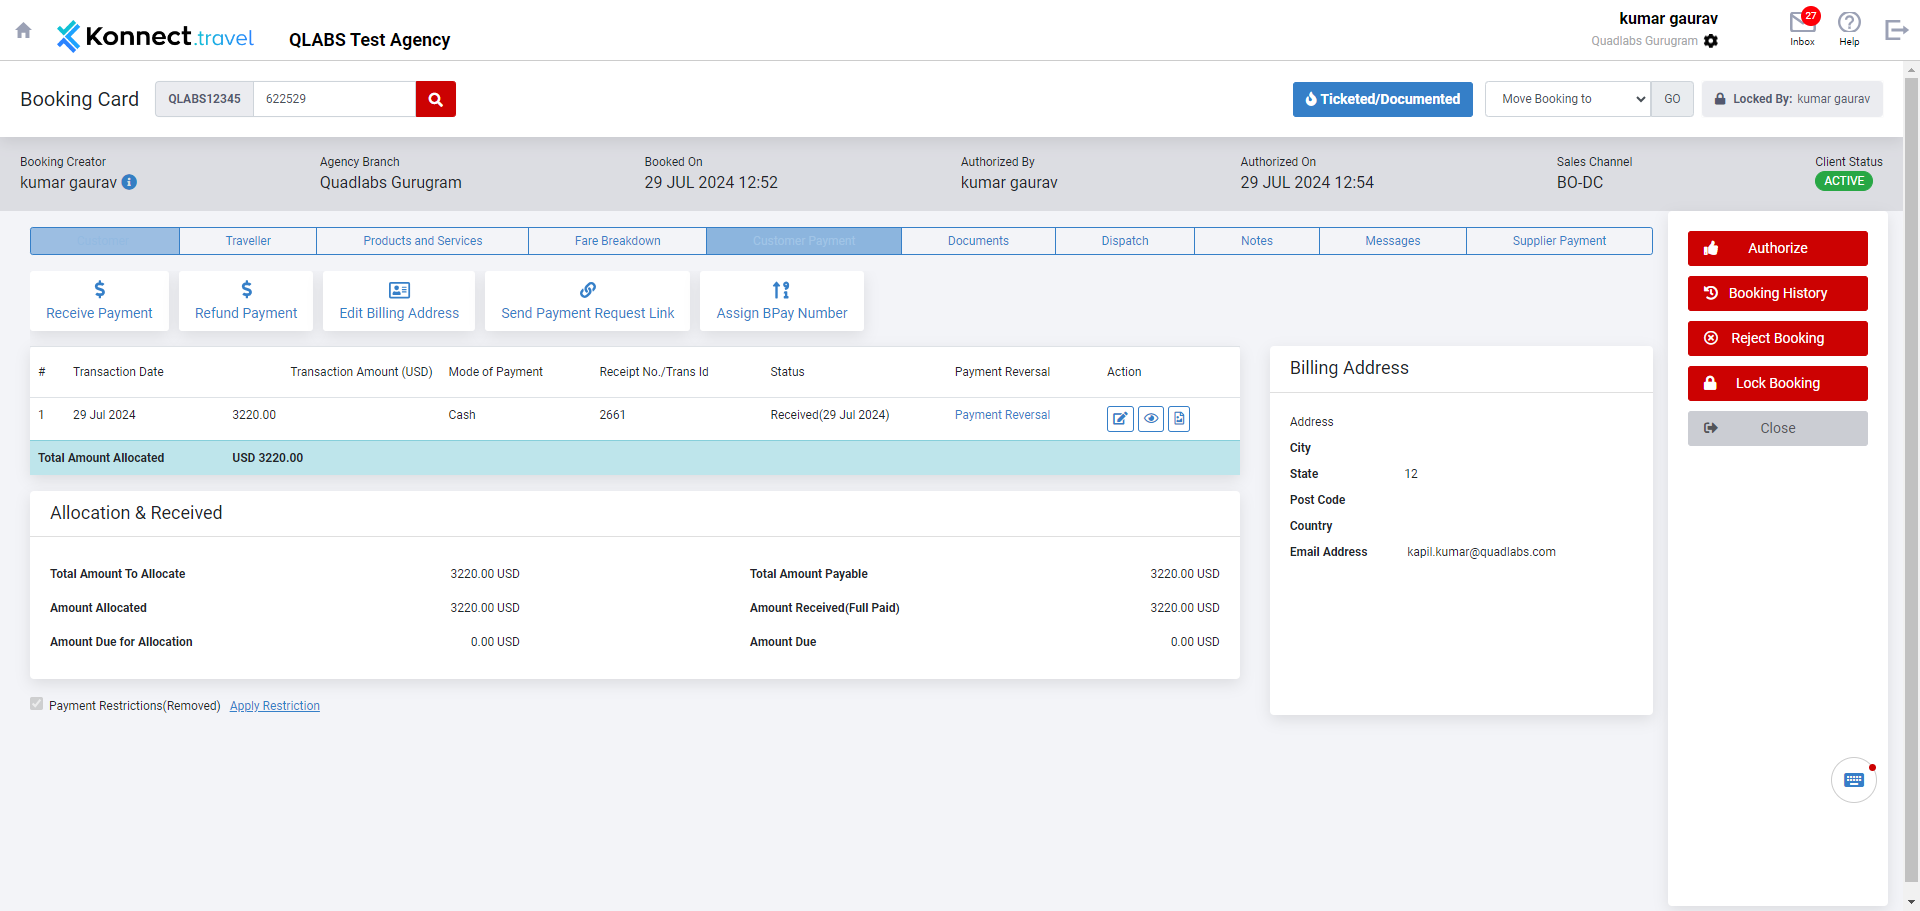 Konnect.travel
QLABS Test Agency
kumar gaurav
Quadlabs Gurugram
27
Inbox
Help
Booking Card
QLABS12345
622529
Ticketed/Documented
Move Booking to
GO
Locked By: kumar gaurav
Booking Creator
kumar gaurav
Agency Branch
Quadlabs Gurugram
Booked On
29 JUL 2024 12:52
Authorized By
kumar gaurav
Authorized On
29 JUL 2024 12:54
Sales Channel
BO-DC
Client Status
ACTIVE
Traveller
Products and Services
Fare Breakdown
Customer Payment
Documents
Dispatch
Notes
Messages
Supplier Payment
Receive Payment
Refund Payment
Edit Billing Address
Send Payment Request Link
Assign BPay Number
# Transaction Date Transaction Amount (USD) Mode of Payment Receipt No./Trans Id Status Payment Reversal Action
1 29 Jul 2024 3220.00 Cash 2661 Received(29 Jul 2024) Payment Reversal
Total Amount Allocated USD 3220.00
Allocation & Received
Total Amount To Allocate 3220.00 USD
Total Amount Payable 3220.00 USD
Amount Allocated 3220.00 USD
Amount Received(Full Paid) 3220.00 USD
Amount Due for Allocation 0.00 USD
Amount Due 0.00 USD
Payment Restrictions(Removed) Apply Restriction
Billing Address
Address
City
State 12
Post Code
Country
Email Address kapil.kumar@quadlabs.com
Authorize
Booking History
Reject Booking
Lock Booking
Close